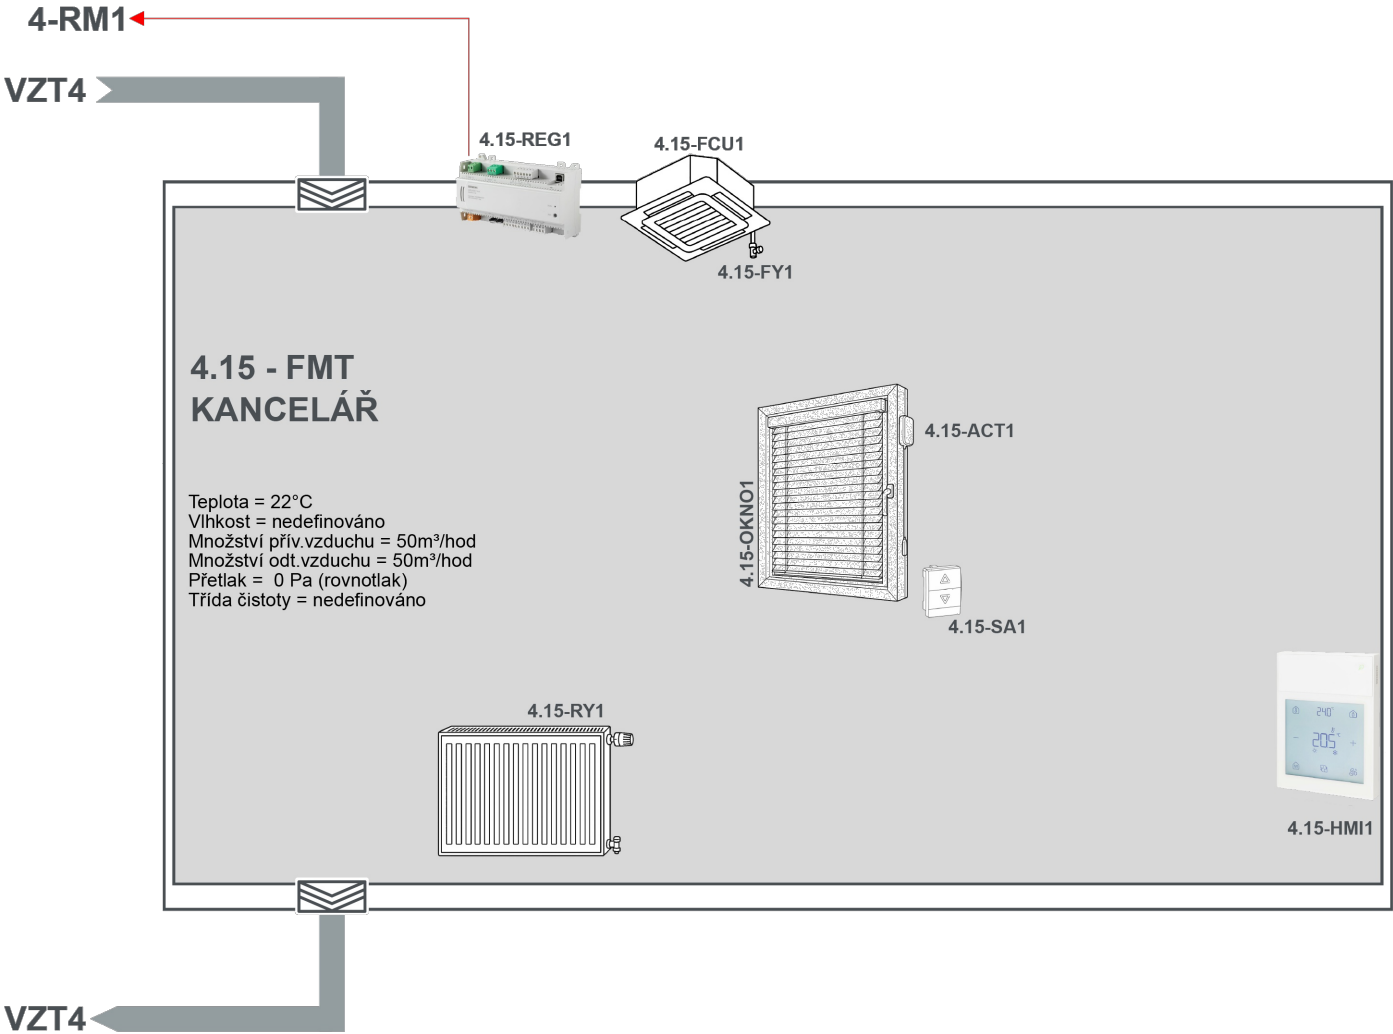 4-RM1
VZT4
4.15-REG1
4.15-FCU1
4.15-FY1
4.15 - FMT
KANCELÁŘ
4.15-ACT1
4.15-OKNO1
Teplota = 22°C
Vlhkost = nedefinováno
Množství přív.vzduchu = 50m³/hod
Množství odt.vzduchu = 50m³/hod
Přetlak =  0 Pa (rovnotlak)
Třída čistoty = nedefinováno
4.15-SA1
4.15-RY1
240
205
4.15-HMI1
VZT4